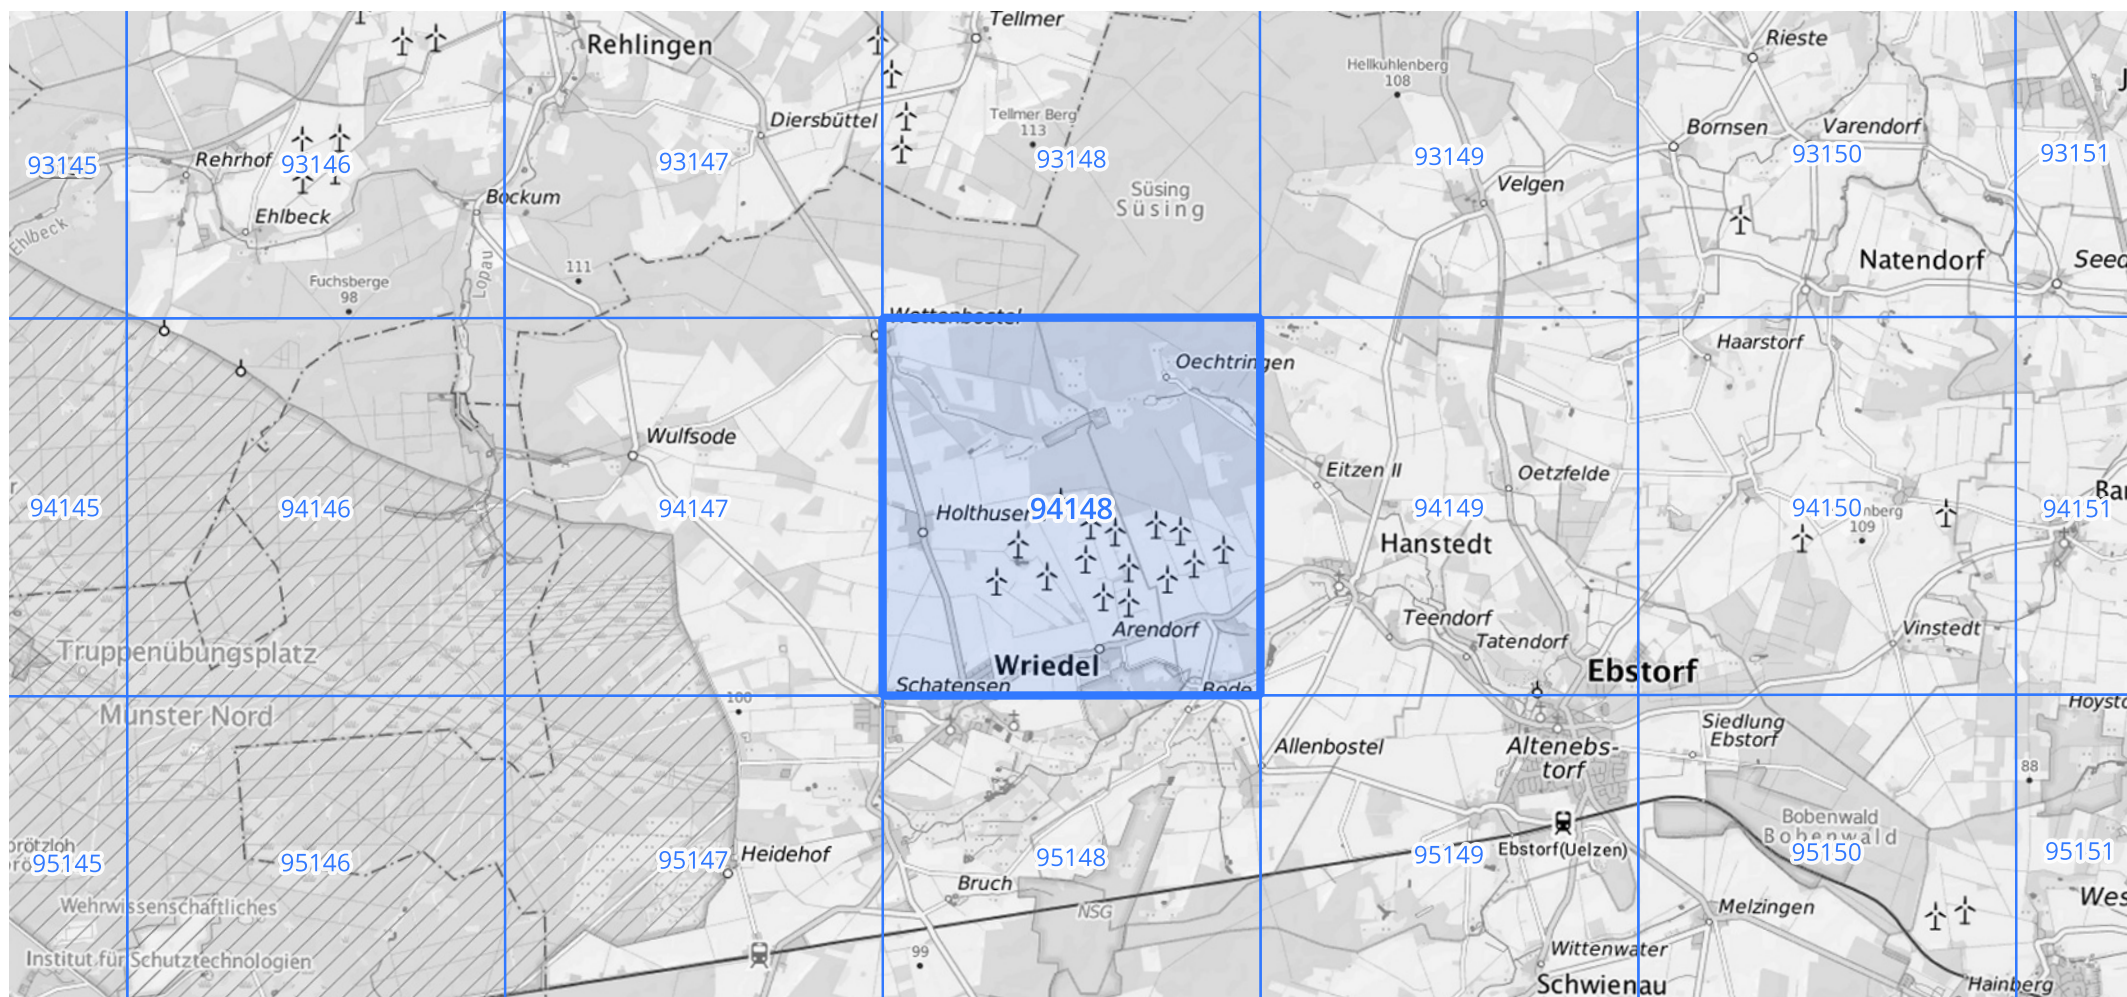 Tellmer
Rieste
Rehlingen
Hellkuhlenberg
108
Diersbüttel
Tellmer Berg
113
Bornsen
Varendorf
93145
Rehrhof
93146
93147
93148
93149
93150
93151
Süsing
Süsing
Velgen
Bockum
Ehlbeck
Ehlbeck
Natendorf
Lopau
111
Fuchsberge
98
Wettenbostel
Haarstorf
Oechtringen
Wulfsode
Eitzen II
Oetzfelde
94145
94146
94147
Holthusen
94148
94149
94150
109
94151
Hanstedt
Teendorf
Arendorf
Tatendorf
Vinstedt
Truppenübungsplatz
Wriedel
Ebstorf
Schatensen
Bode
Munster Nord
100
Siedlung
Ebstorf
Allenbostel
Altenebs-
torf
88
Bobenwald
Bobenwald
95145
95146
95147
Heidehof
95148
95149
Ebstorf(Uelzen)
95150
95151
Bruch
Wehrwissenschaftliches
NSG
Melzingen
Institut für Schutztechnologien
99
Wittenwater
Schwienau
Hainberg